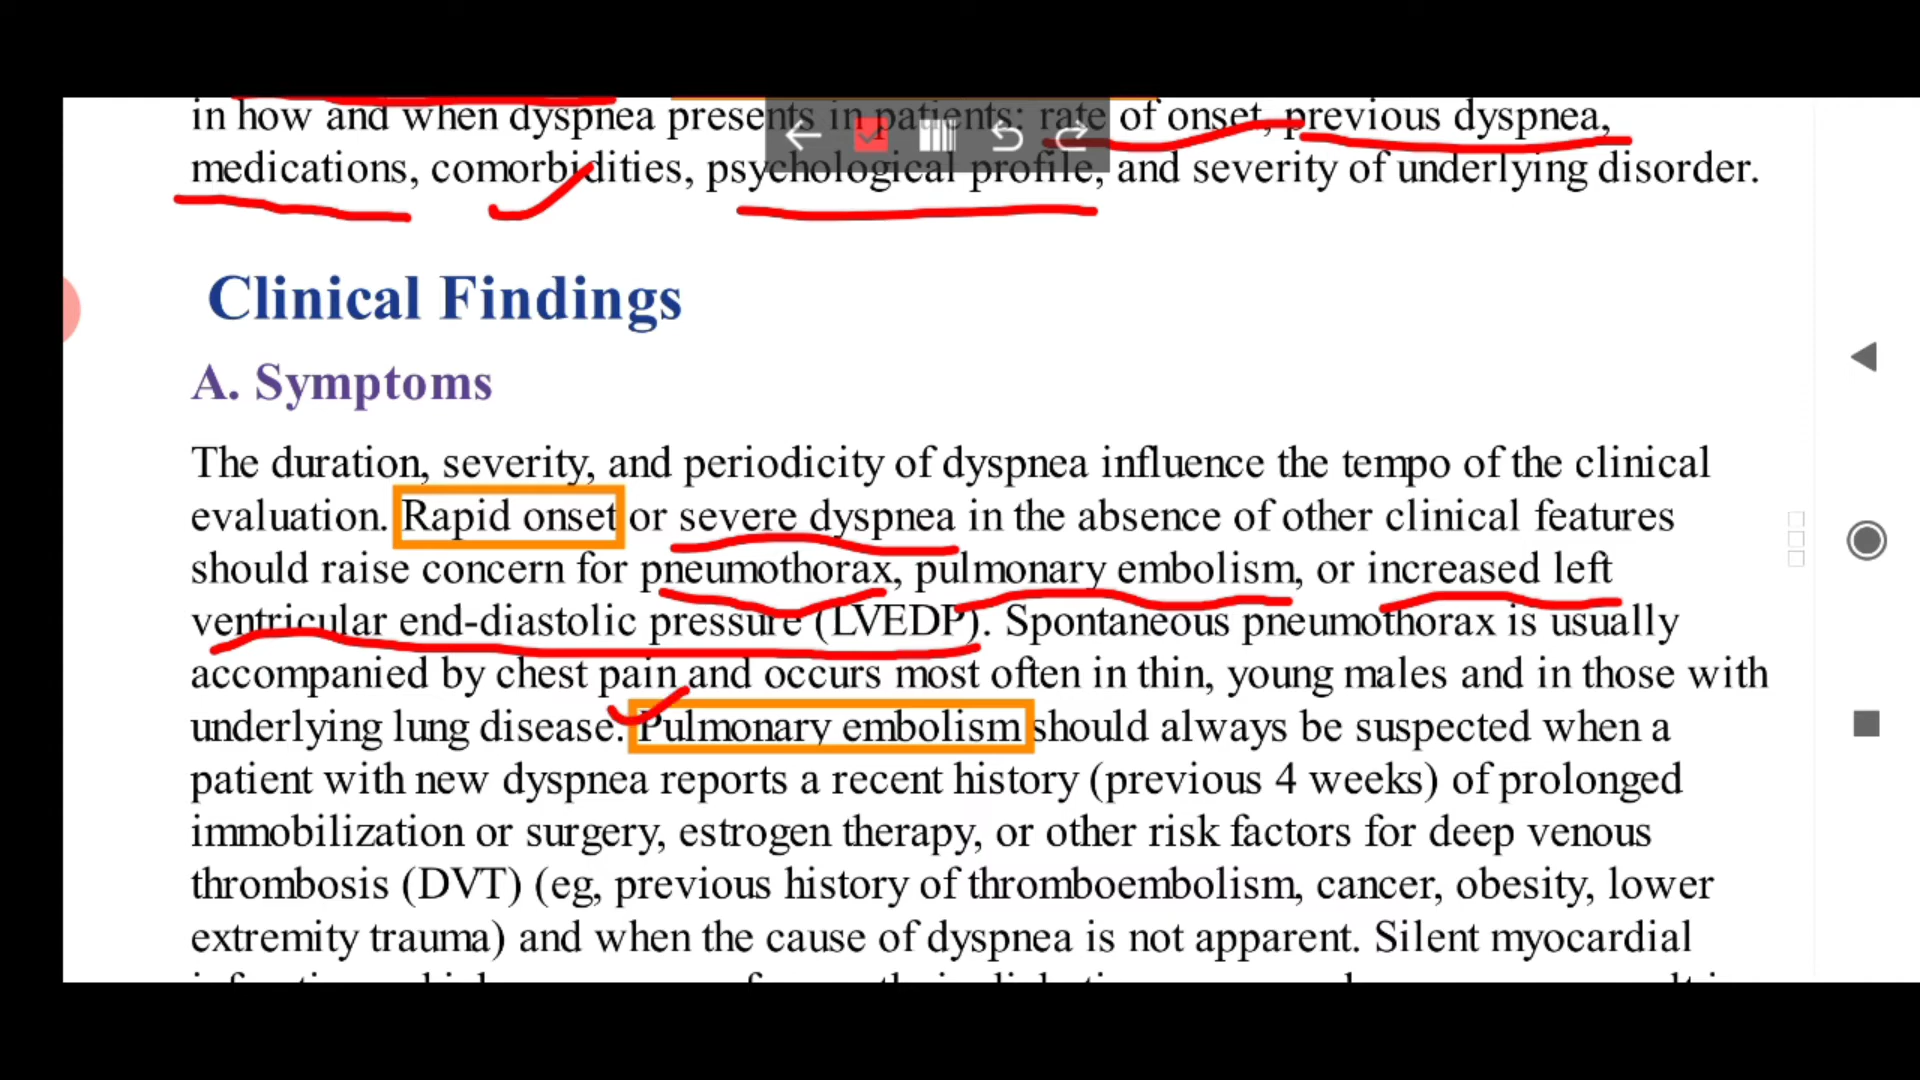 in how and when dyspnea presents in patients: rate of onset, previous dyspnea,
medications, comorbidities, psychological profile, and severity of underlying disorder.
Clinical Findings
A. Symptoms
The duration, severity, and periodicity of dyspnea influence the tempo of the clinical
evaluation. Rapid onset or severe dyspnea in the absence of other clinical features
should raise concern for pneumothorax, pulmonary embolism, or increased left
ventricular end-diastolic pressure (LVEDP). Spontaneous pneumothorax is usually
accompanied by chest pain and occurs most often in thin, young males and in those with
underlying lung disease. Pulmonary embolism should always be suspected when a
patient with new dyspnea reports a recent history (previous 4 weeks) of prolonged
immobilization or surgery, estrogen therapy, or other risk factors for deep venous
thrombosis (DVT) (eg, previous history of thromboembolism, cancer, obesity, lower
extremity trauma) and when the cause of dyspnea is not apparent. Silent myocardial